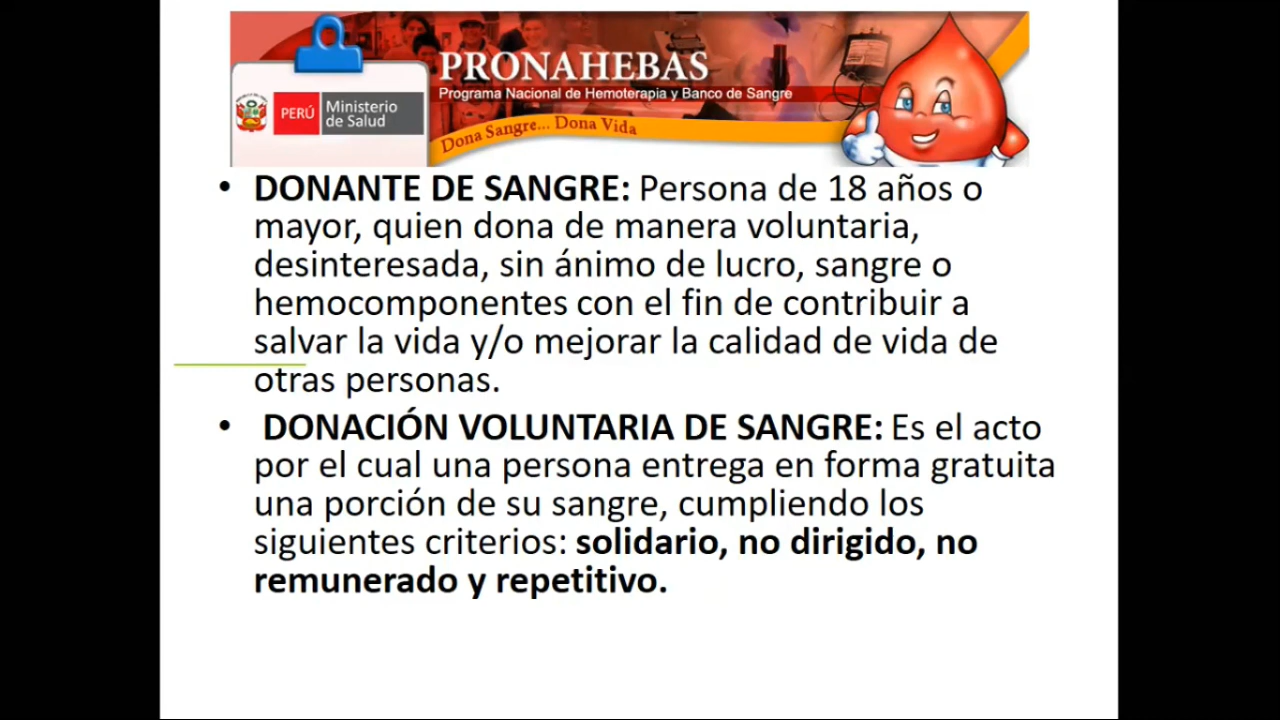 PRONAHEBAS
Programa Nacional de Hemoterapia y Banco de Sangre
PERÚ
Ministerio
de Salud
Dona Sangre... Dona Vida
• DONANTE DE SANGRE: Persona de 18 años o
mayor, quien dona de manera voluntaria,
desinteresada, sin ánimo de lucro, sangre o
hemocomponentes con el fin de contribuir a
salvar la vida y/o mejorar la calidad de vida de
otras personas.
• DONACIÓN VOLUNTARIA DE SANGRE: Es el acto
por el cual una persona entrega en forma gratuita
una porción de su sangre, cumpliendo los
siguientes criterios: solidario, no dirigido, no
remunerado y repetitivo.